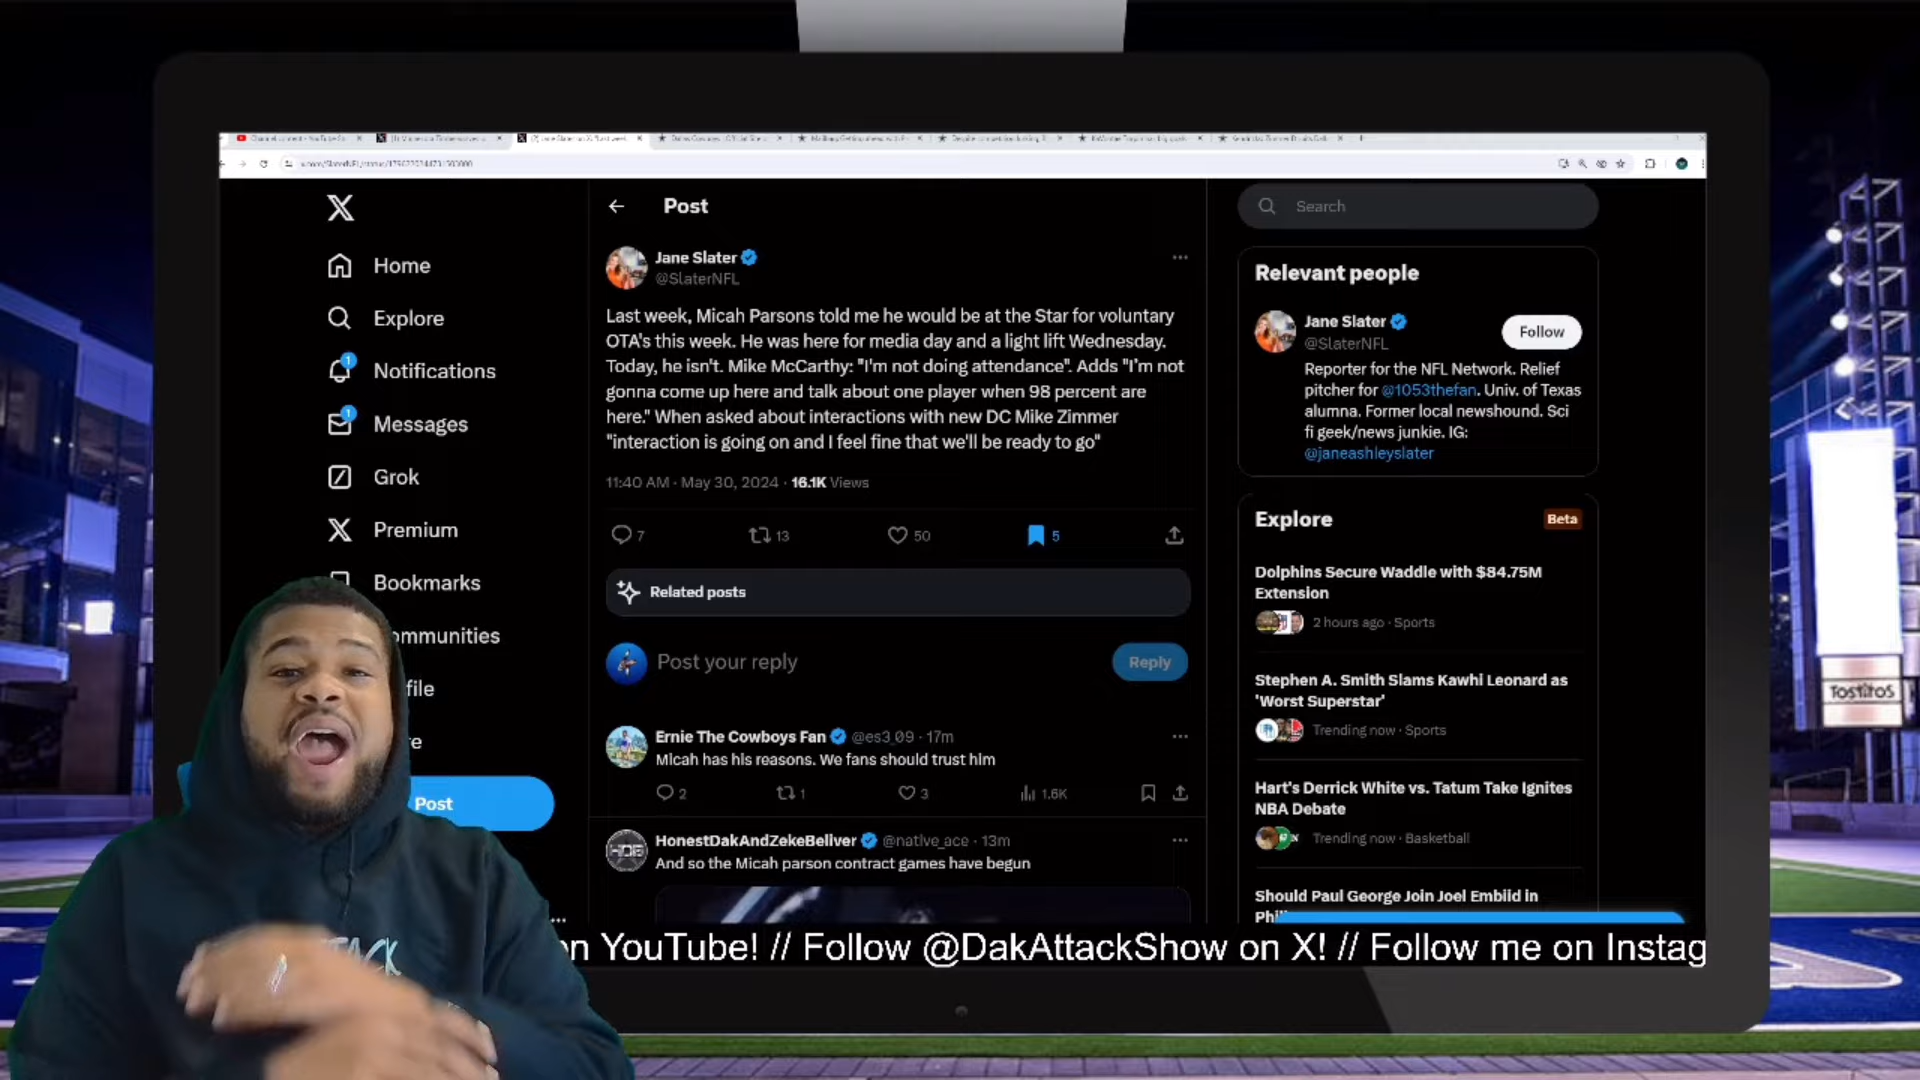 Post
Search
Home
Explore
Notifications
Messages
Grok
Premium
Bookmarks
ommunities
file
re
Post
Jane Slater
@SlaterNFL
Last week, Micah Parsons told me he would be at the Star for voluntary
OTA's this week. He was here for media day and a light lift Wednesday.
Today, he isn't. Mike McCarthy: "I'm not doing attendance". Adds "I'm not
gonna come up here and talk about one player when 98 percent are
here." When asked about interactions with new DC Mike Zimmer
"interaction is going on and I feel fine that we'll be ready to go"
11:40 AM · May 30, 2024 · 16.1K Views
7 13 50 5
Related posts
Post your reply
Reply
Ernie The Cowboys Fan @es3_09 · 17m
Micah has his reasons. We fans should trust him
2 1 3 1.6K
HonestDakAndZekeBeliver @native_ace · 13m
And so the Micah parson contract games have begun
Relevant people
Jane Slater
@SlaterNFL
Follow
Reporter for the NFL Network. Relief
pitcher for @1053thefan. Univ. of Texas
alumna. Former local newshound. Sci
fi geek/news junkie. IG:
@janeashleyslater
Explore
Beta
Dolphins Secure Waddle with $84.75M
Extension
2 hours ago · Sports
Stephen A. Smith Slams Kawhi Leonard as
'Worst Superstar'
Trending now · Sports
Hart's Derrick White vs. Tatum Take Ignites
NBA Debate
Trending now · Basketball
Should Paul George Join Joel Embiid in
Phi
TOSTITOS
n YouTube! // Follow @DakAttackShow on X! // Follow me on Instag